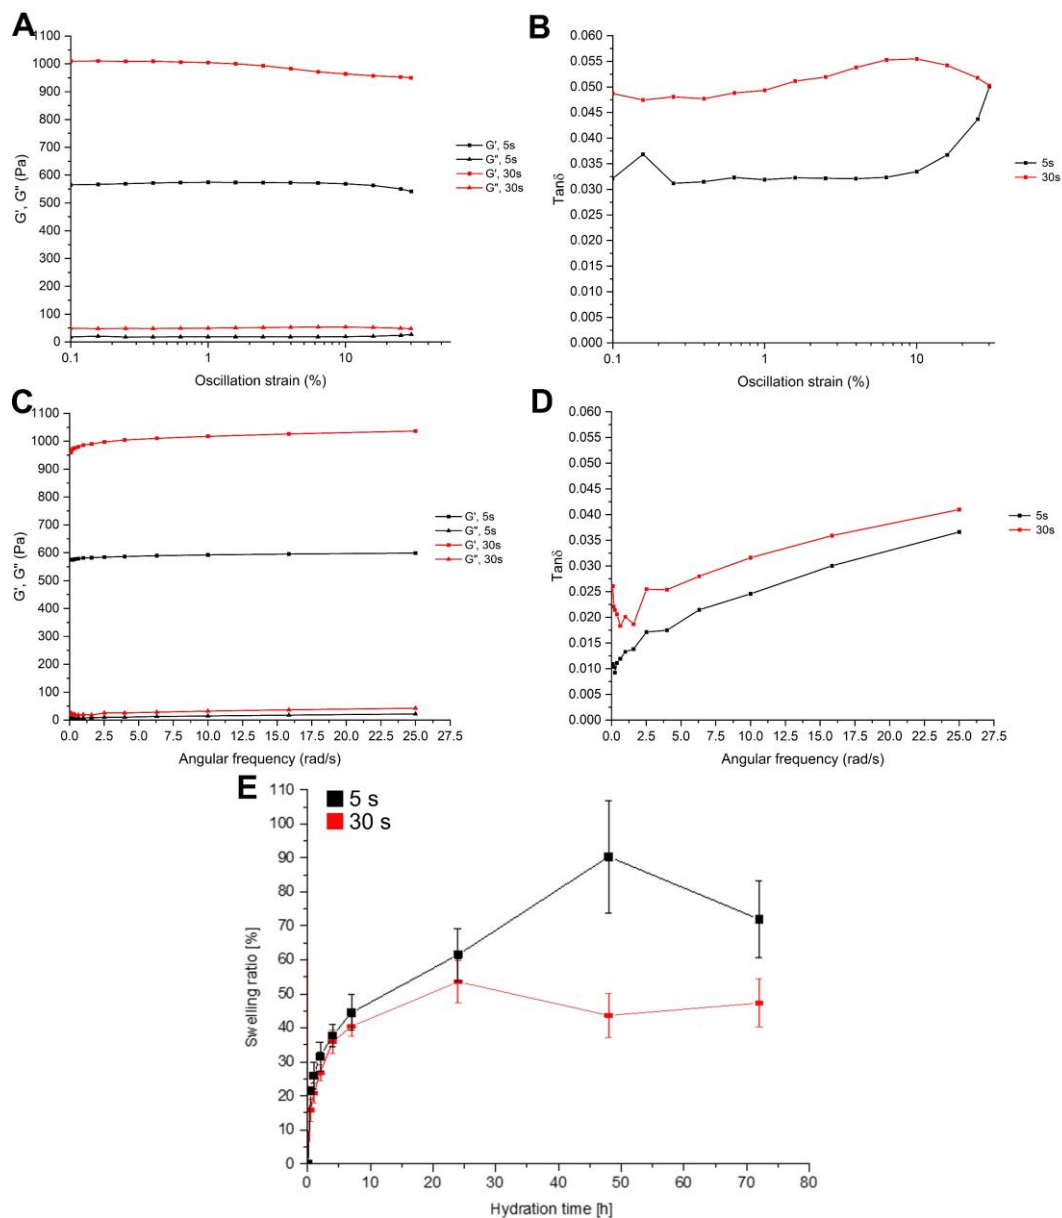 A
1100
1000
900
800
700
600
500
400
300
200
100
0
G', G" (Pa)
0.1
1
10
Oscillation strain (%)
G', 5s
G", 5s
G', 30s
G", 30s
B
0.060
0.055
0.050
0.045
0.040
0.035
0.030
0.025
0.020
0.015
0.010
0.005
0.000
Tanδ
0.1
1
10
Oscillation strain (%)
5s
30s
C
1100
1000
900
800
700
600
500
400
300
200
100
0
G', G" (Pa)
0.0 2.5 5.0 7.5 10.0 12.5 15.0 17.5 20.0 22.5 25.0 27.5
Angular frequency (rad/s)
G', 5s
G", 5s
G', 30s
G", 30s
D
0.060
0.055
0.050
0.045
0.040
0.035
0.030
0.025
0.020
0.015
0.010
0.005
0.000
Tanδ
0.0 2.5 5.0 7.5 10.0 12.5 15.0 17.5 20.0 22.5 25.0 27.5
Angular frequency (rad/s)
5s
30s
E
5 s
30 s
110
100
90
80
70
60
50
40
30
20
10
0
Swelling ratio [%]
0 10 20 30 40 50 60 70 80
Hydration time [h]